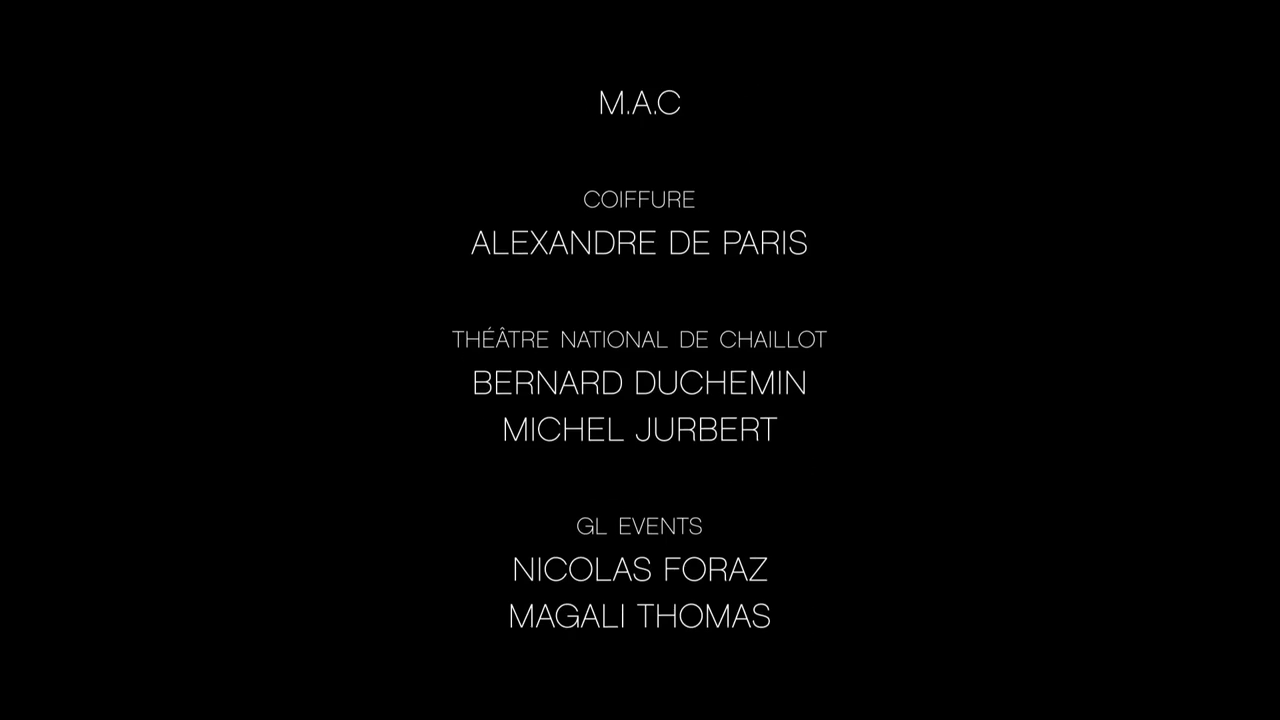 M.A.C
COIFFURE
ALEXANDRE DE PARIS
THÉÂTRE NATIONAL DE CHAILLOT
BERNARD DUCHEMIN
MICHEL JURBERT
GL EVENTS
NICOLAS FORAZ
MAGALI THOMAS